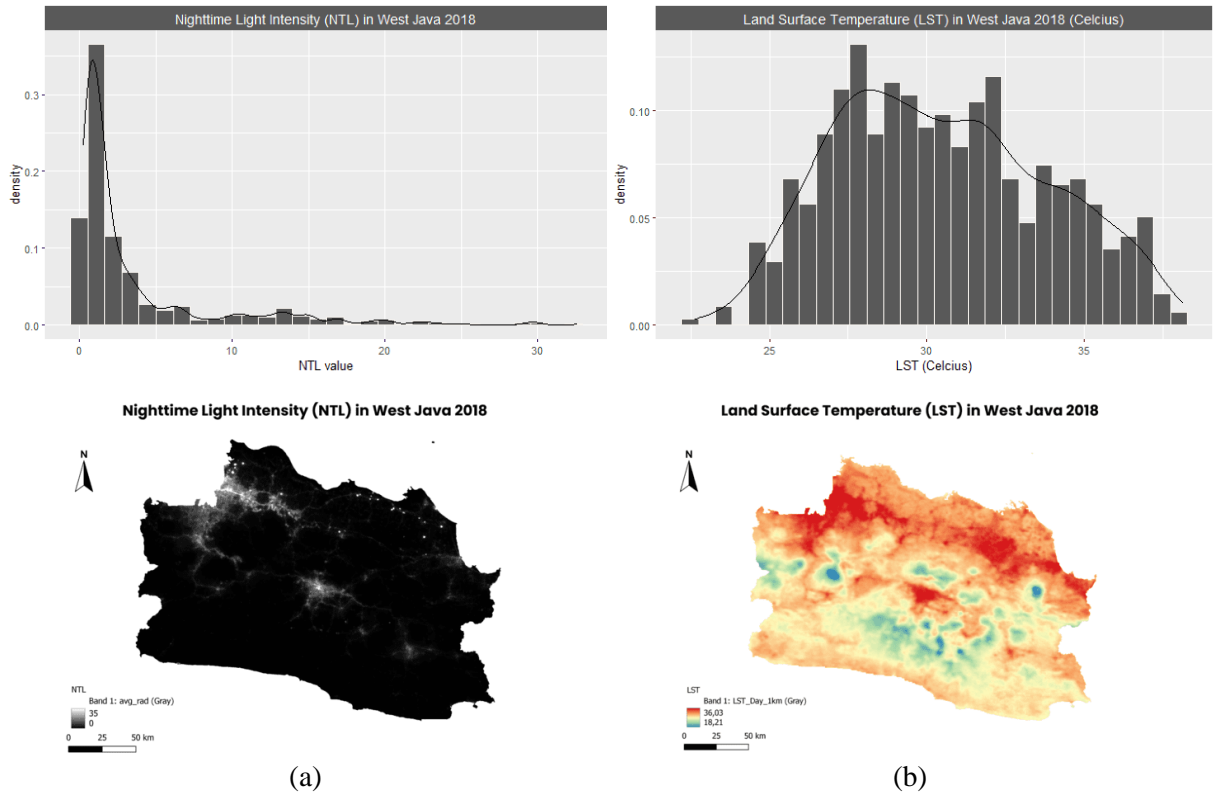 Nighttime Light Intensity (NTL) in West Java 2018
density
0.3
0.2
0.1
0.0
0
10
20
30
NTL value
Land Surface Temperature (LST) in West Java 2018 (Celcius)
density
0.10
0.05
0.00
25
30
35
LST (Celcius)
Nighttime Light Intensity (NTL) in West Java 2018
N
NTL
Band 1: avg_rad (Gray)
35
0
0 25 50 km
(a)
Land Surface Temperature (LST) in West Java 2018
N
LST
Band 1: LST_Day_1km (Gray)
36,03
18,21
0 25 50 km
(b)